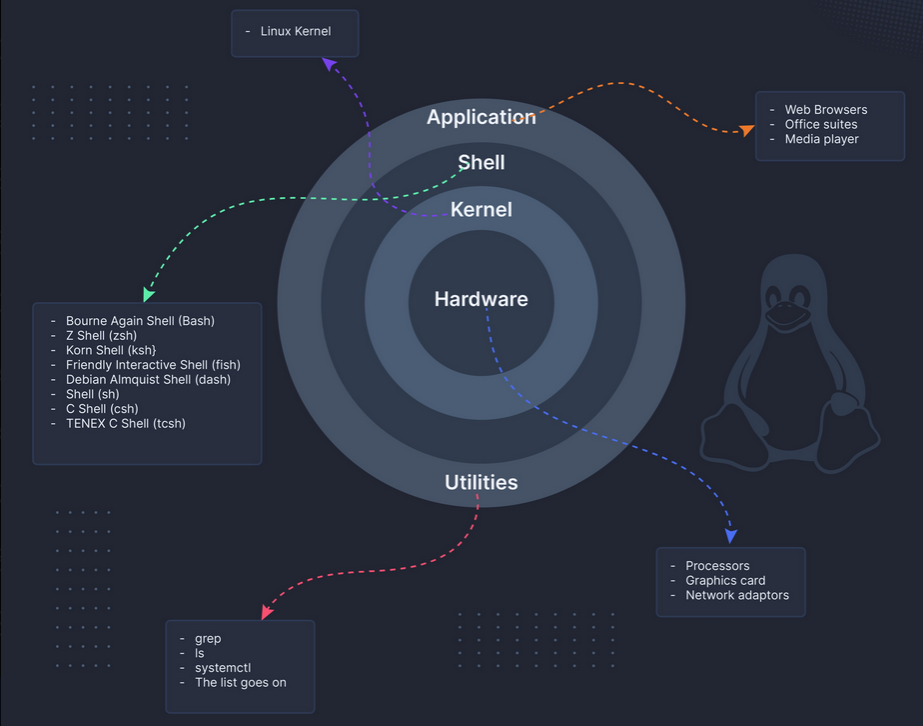 - Linux Kernel
Application
- Web Browsers
- Office suites
- Media player
Shell
Kernel
Hardware
- Bourne Again Shell (Bash)
- Z Shell (zsh)
- Korn Shell (ksh}
- Friendly Interactive Shell (fish)
- Debian Almquist Shell (dash)
- Shell (sh)
- C Shell (csh)
- TENEX C Shell (tcsh)
Utilities
- Processors
- Graphics card
- Network adaptors
- grep
- ls
- systemctl
- The list goes on